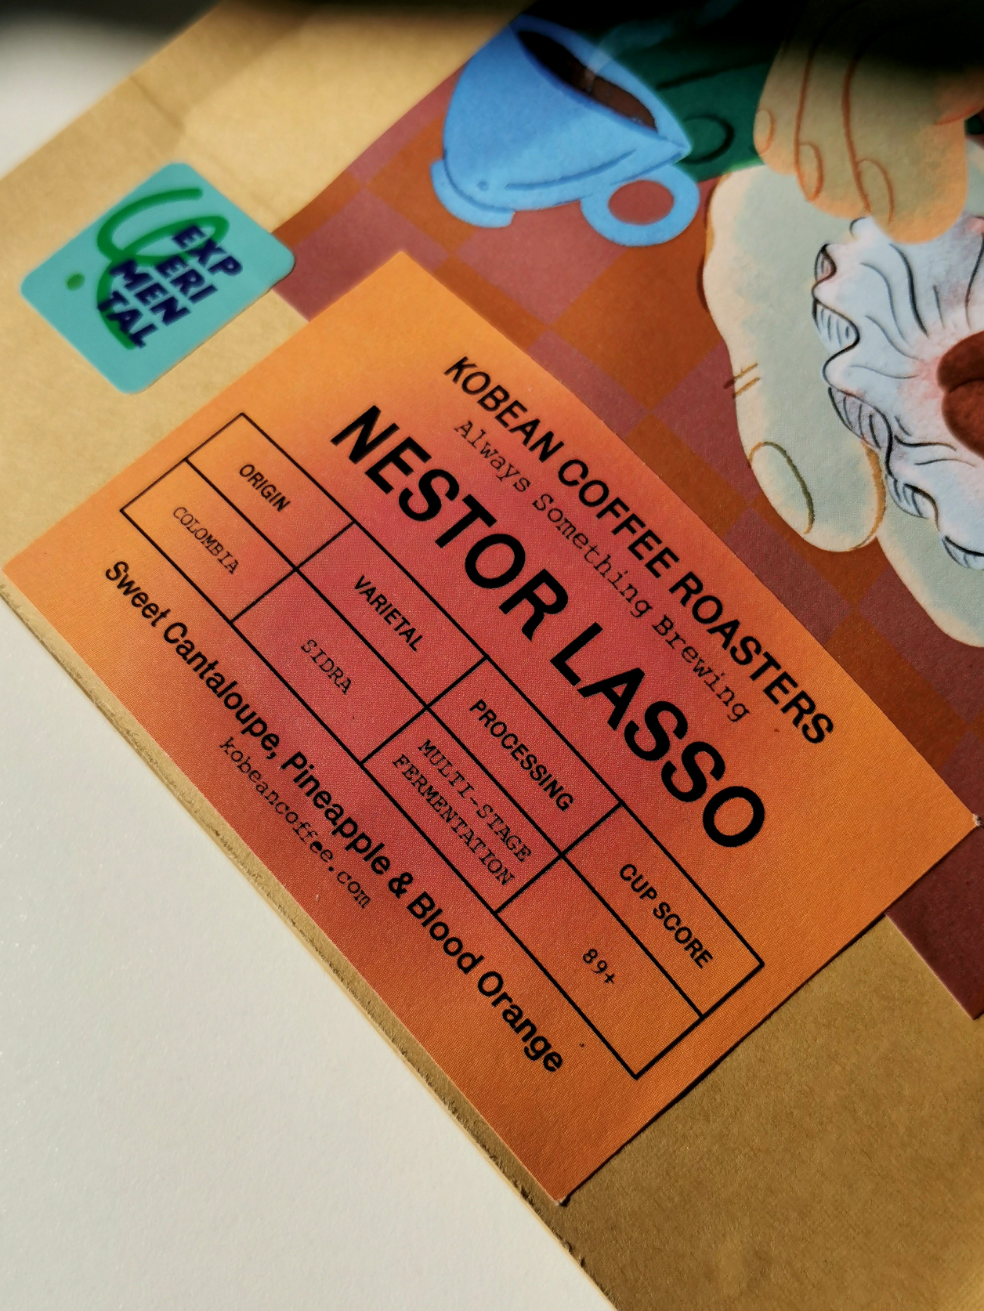 EXP
ERI
MEN
TAL
KOBEAN COFFEE ROASTERS
Always Something Brewing
NESTOR LASSO
ORIGIN VARIETAL PROCESSING CUP SCORE
COLOMBIA SIDRA MULTI-STAGE FERMENTATION 89+
Sweet Cantaloupe, Pineapple & Blood Orange
kobeancoffee.com